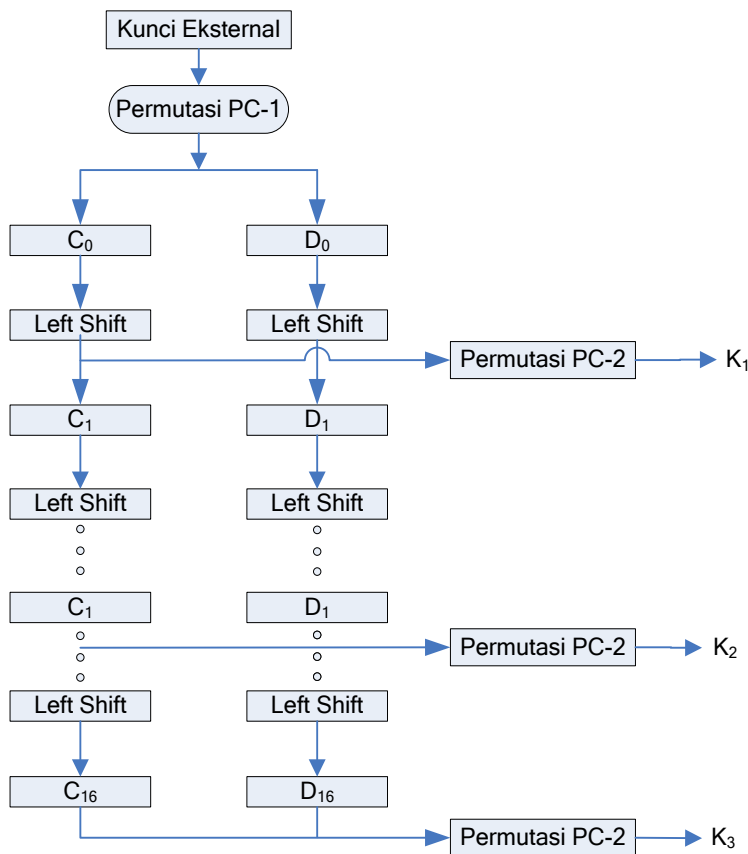 Kunci Eksternal
Permutasi PC-1
C₀ D₀
Left Shift Left Shift
Permutasi PC-2 K₁
C₁ D₁
Left Shift Left Shift
C₁ D₁
Permutasi PC-2 K₂
Left Shift Left Shift
C₁₆ D₁₆
Permutasi PC-2 K₃